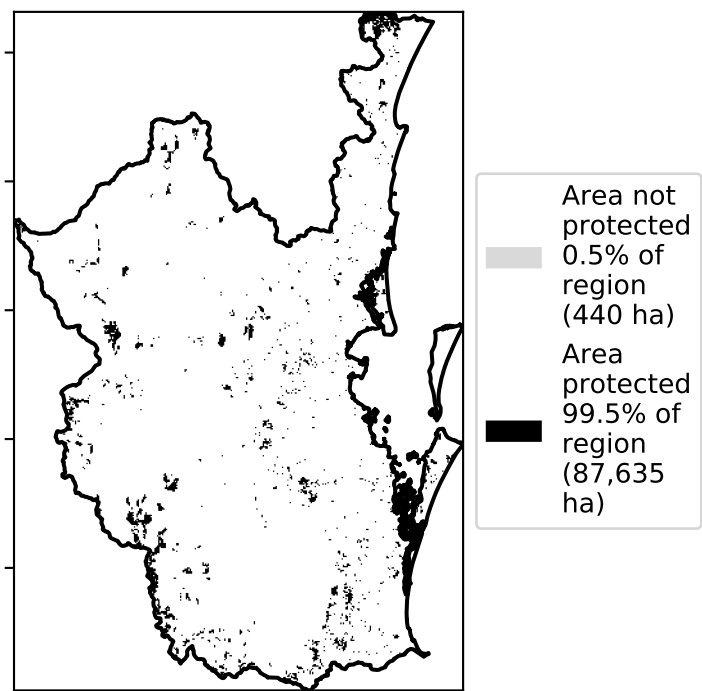 Area not
protected
0.5% of
region
(440 ha)
Area
protected
99.5% of
region
(87,635
ha)